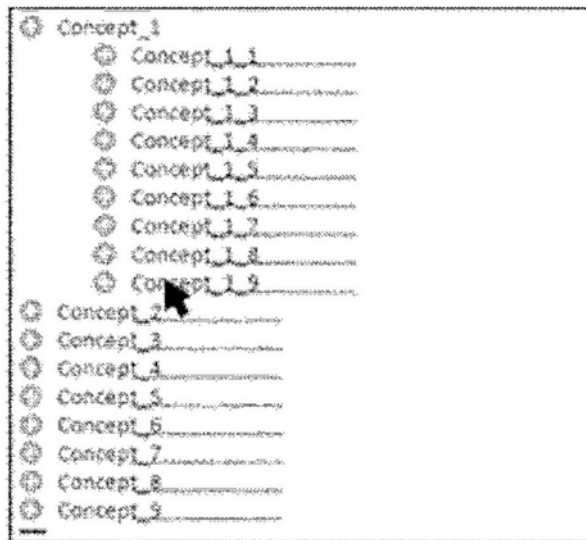 Concept_1
Concept_1_1
Concept_1_2
Concept_1_3
Concept_1_4
Concept_1_5
Concept_1_6
Concept_1_7
Concept_1_8
Concept_1_9
Concept_2
Concept_3
Concept_4
Concept_5
Concept_6
Concept_7
Concept_8
Concept_9